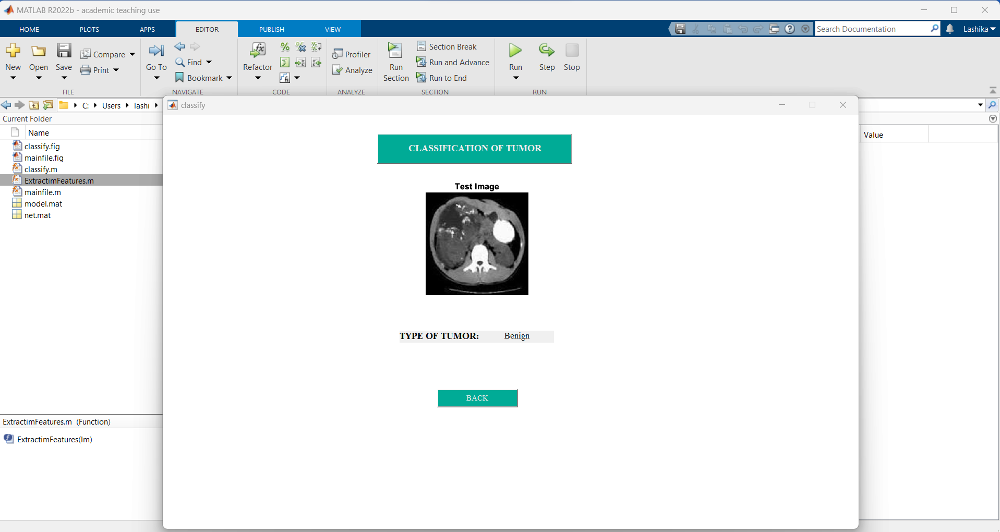 MATLAB R2022b - academic teaching use
HOME PLOTS APPS EDITOR PUBLISH VIEW Search Documentation Lashika
New Open Save Compare Print FILE
Go To Find Bookmark NAVIGATE
Refactor CODE
Profiler Analyze ANALYZE
Run Section Section Break Run and Advance Run to End SECTION
Run Step Stop RUN
C: Users lashi
classify
Current Folder
Name
Value
classify.fig
mainfile.fig
classify.m
ExtractimFeatures.m
mainfile.m
model.mat
net.mat
CLASSIFICATION OF TUMOR
Test Image
TYPE OF TUMOR: Benign
BACK
ExtractimFeatures.m (Function)
ExtractimFeatures(Im)